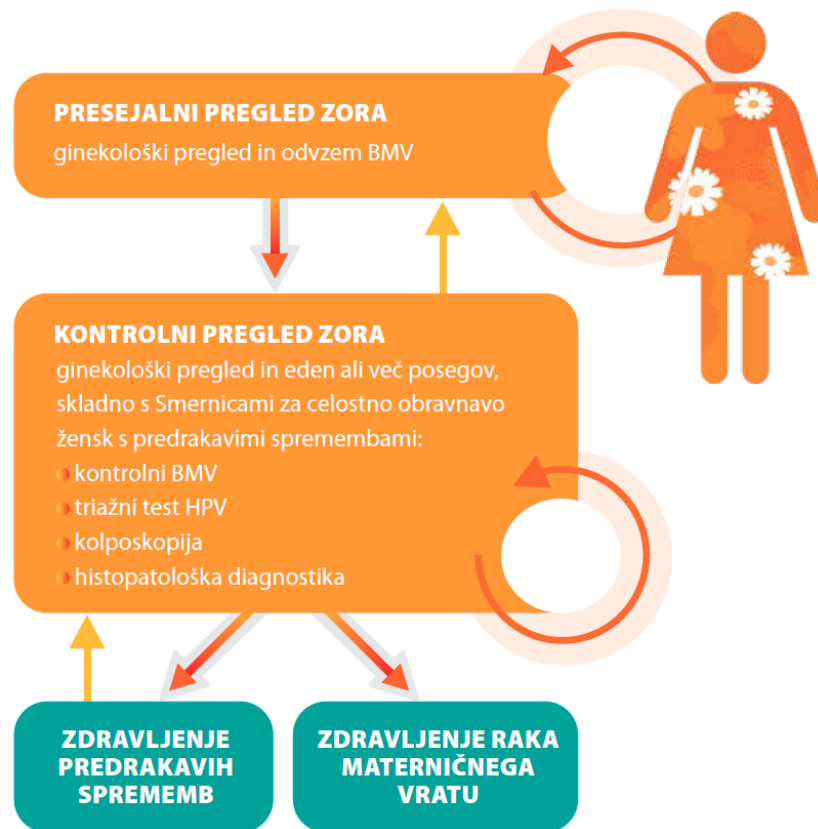 PRESEJALNI PREGLED ZORA
ginekološki pregled in odvzem BMV
KONTROLNI PREGLED ZORA
ginekološki pregled in eden ali več posegov,
skladno s Smernicami za celostno obravnavo
žensk s predrakavimi spremembami:
kontrolni BMV
triažni test HPV
kolposkopija
histopatološka diagnostika
ZDRAVLJENJE
PREDRAKAVIH
SPREMEMB
ZDRAVLJENJE RAKA
MATERNIČNEGA
VRATU